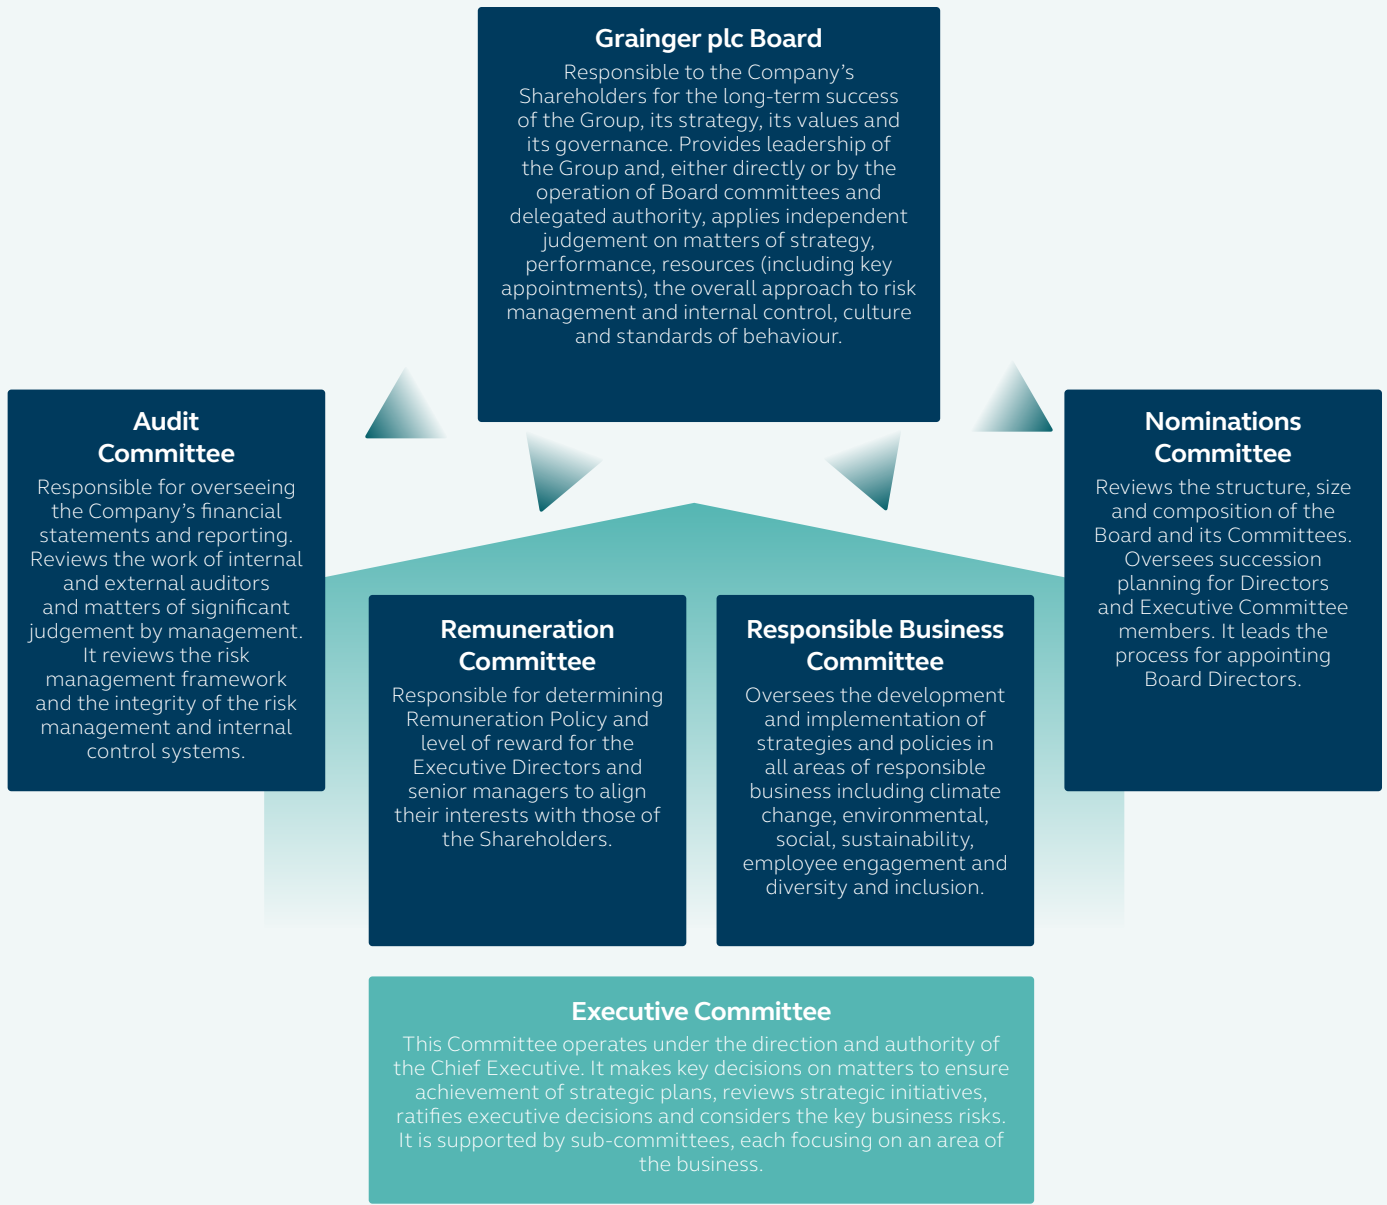 Grainger plc Board
Responsible to the Company’s
Shareholders for the long-term success
of the Group, its strategy, its values and
its governance. Provides leadership of
the Group and, either directly or by the
operation of Board committees and
delegated authority, applies independent
judgement on matters of strategy,
performance, resources (including key
appointments), the overall approach to risk
management and internal control, culture
and standards of behaviour.
Audit
Committee
Responsible for overseeing
the Company’s financial
statements and reporting.
Reviews the work of internal
and external auditors
and matters of significant
judgement by management.
It reviews the risk
management framework
and the integrity of the risk
management and internal
control systems.
Remuneration
Committee
Responsible for determining
Remuneration Policy and
level of reward for the
Executive Directors and
senior managers to align
their interests with those of
the Shareholders.
Responsible Business
Committee
Oversees the development
and implementation of
strategies and policies in
all areas of responsible
business including climate
change, environmental,
social, sustainability,
employee engagement and
diversity and inclusion.
Nominations
Committee
Reviews the structure, size
and composition of the
Board and its Committees.
Oversees succession
planning for Directors
and Executive Committee
members. It leads the
process for appointing
Board Directors.
Executive Committee
This Committee operates under the direction and authority of
the Chief Executive. It makes key decisions on matters to ensure
achievement of strategic plans, reviews strategic initiatives,
ratifies executive decisions and considers the key business risks.
It is supported by sub-committees, each focusing on an area of
the business.